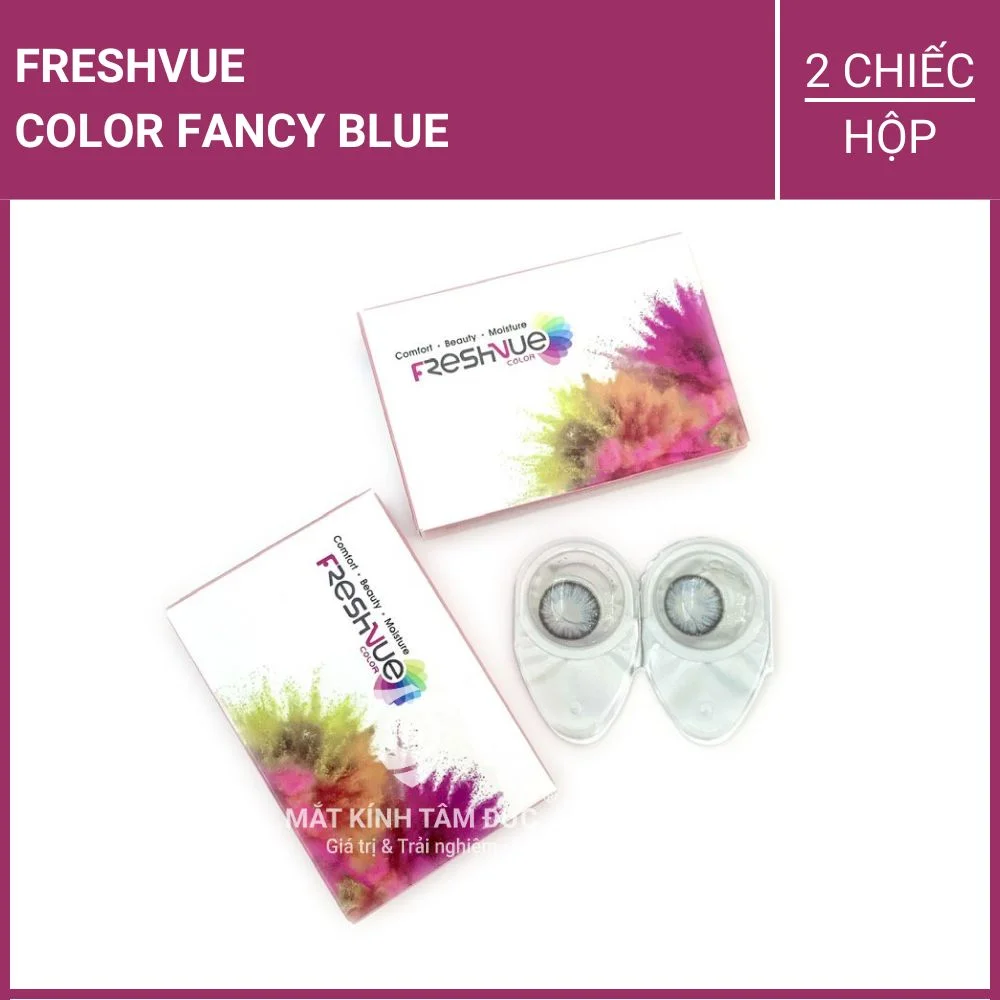 FRESHVUE
COLOR FANCY BLUE
2 CHIẾC
HỘP
Comfort · Beauty · Moisture
FRESHVUE
COLOR
Comfort · Beauty · Moisture
FRESHVUE
COLOR
MẮT KÍNH TÂM ĐỨC
Giá trị & Trải nghiệm